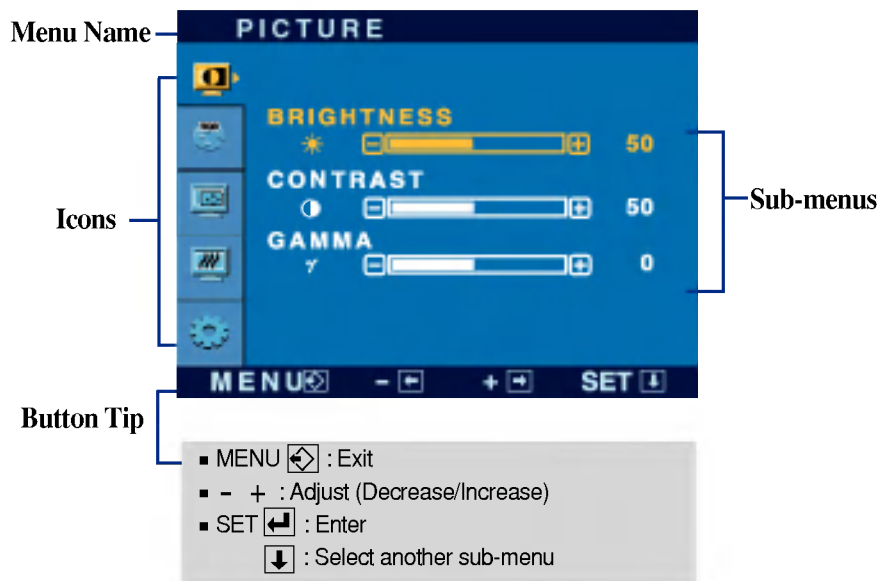 Menu Name
PICTURE
BRIGHTNESS
50
CONTRAST
50
GAMMA
γ 0
Icons
Sub-menus
MENU - + SET
Button Tip
▪ MENU : Exit
▪ - + : Adjust (Decrease/Increase)
▪ SET : Enter
: Select another sub-menu